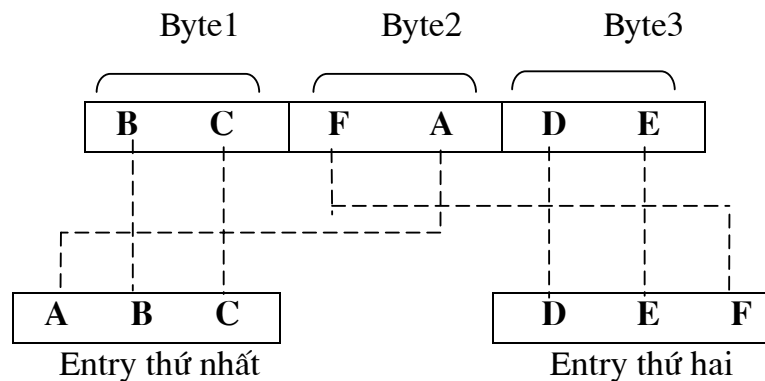 Byte1 Byte2 Byte3
B C F A D E
A B C D E F
Entry thứ nhất Entry thứ hai